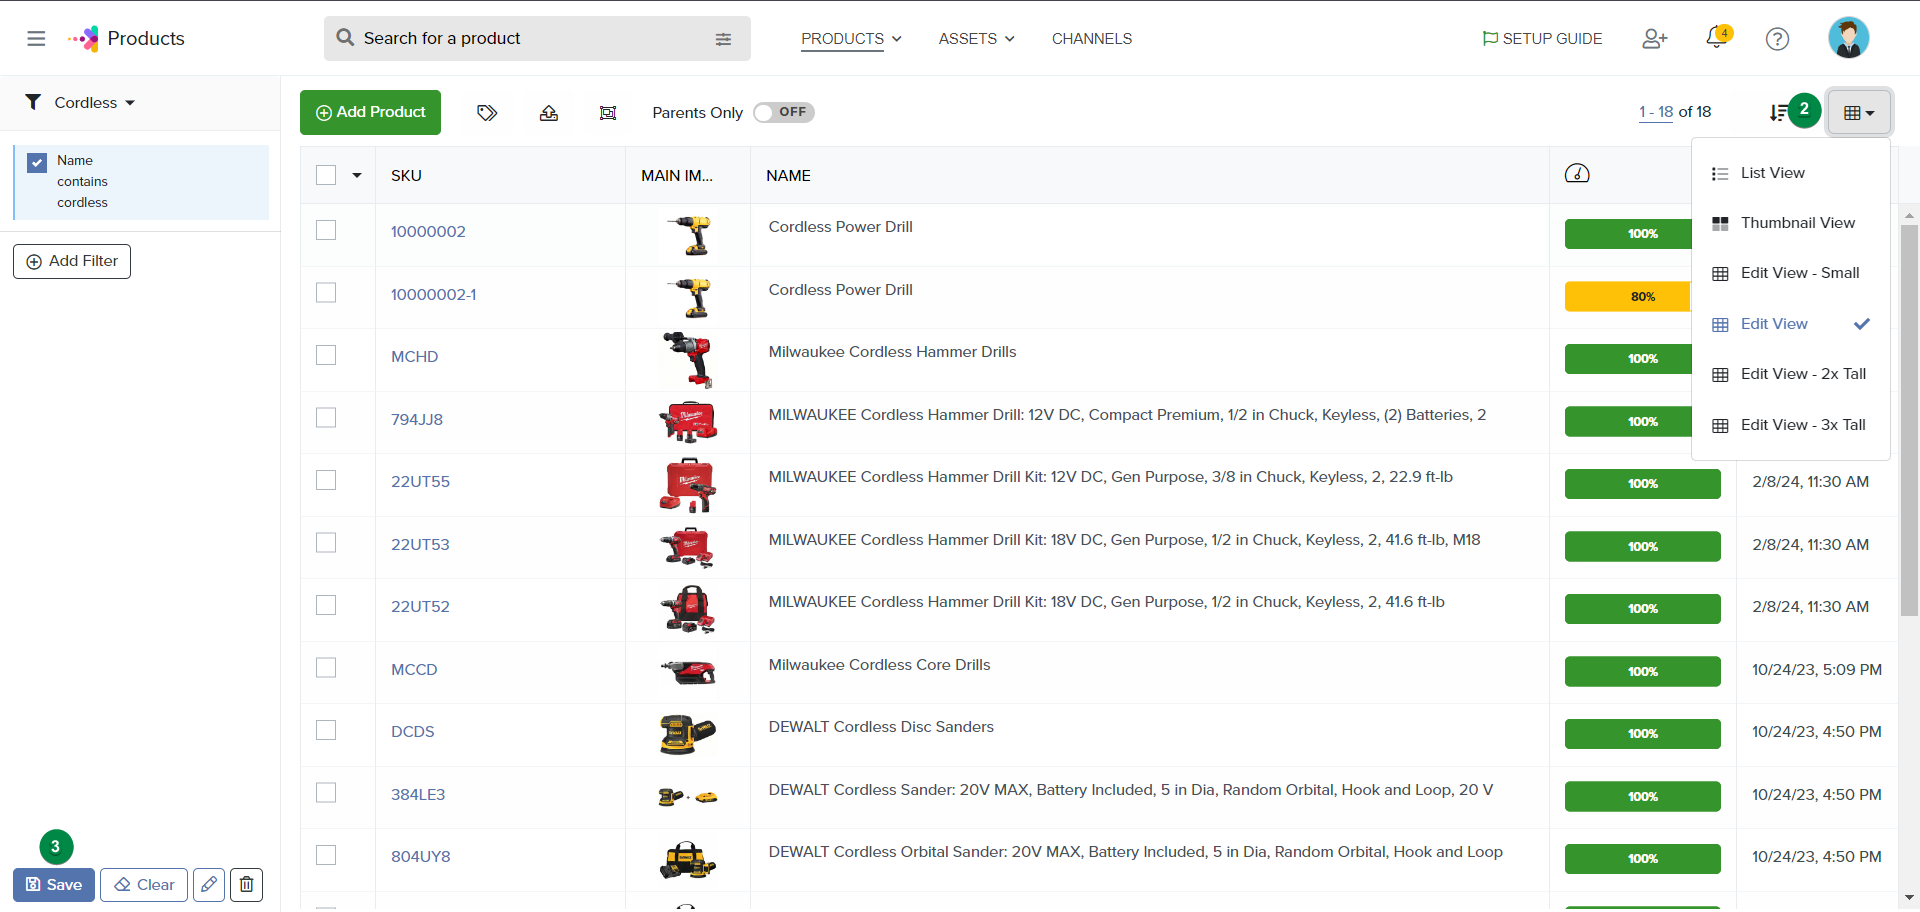 Products
Search for a product
PRODUCTS
ASSETS
CHANNELS
SETUP GUIDE
4
Cordless
Add Product
Parents Only
OFF
1 - 18 of 18
2
Name
contains
cordless
Add Filter
SKU
MAIN IM...
NAME
List View
Thumbnail View
Edit View - Small
Edit View
Edit View - 2x Tall
Edit View - 3x Tall
10000002
Cordless Power Drill
100%
10000002-1
Cordless Power Drill
80%
MCHD
Milwaukee Cordless Hammer Drills
100%
794JJ8
MILWAUKEE Cordless Hammer Drill: 12V DC, Compact Premium, 1/2 in Chuck, Keyless, (2) Batteries, 2
100%
22UT55
MILWAUKEE Cordless Hammer Drill Kit: 12V DC, Gen Purpose, 3/8 in Chuck, Keyless, 2, 22.9 ft-lb
100%
2/8/24, 11:30 AM
22UT53
MILWAUKEE Cordless Hammer Drill Kit: 18V DC, Gen Purpose, 1/2 in Chuck, Keyless, 2, 41.6 ft-lb, M18
100%
2/8/24, 11:30 AM
22UT52
MILWAUKEE Cordless Hammer Drill Kit: 18V DC, Gen Purpose, 1/2 in Chuck, Keyless, 2, 41.6 ft-lb
100%
2/8/24, 11:30 AM
MCCD
Milwaukee Cordless Core Drills
100%
10/24/23, 5:09 PM
DCDS
DEWALT Cordless Disc Sanders
100%
10/24/23, 4:50 PM
384LE3
DEWALT Cordless Sander: 20V MAX, Battery Included, 5 in Dia, Random Orbital, Hook and Loop, 20 V
100%
10/24/23, 4:50 PM
804UY8
DEWALT Cordless Orbital Sander: 20V MAX, Battery Included, 5 in Dia, Random Orbital, Hook and Loop
100%
10/24/23, 4:50 PM
3
Save
Clear